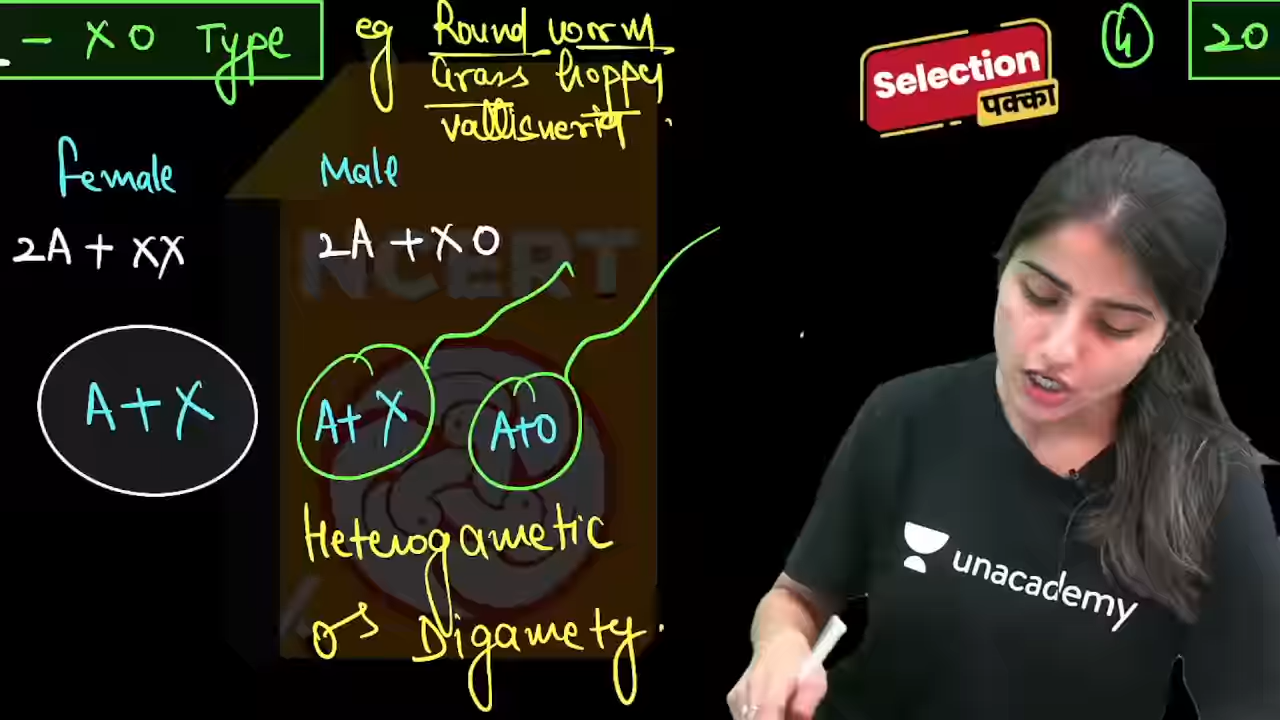 - XO Type
eg Round worm
Grass hoppy
vallisneria.
Selection
पक्का
4
20
female
Male
2A + XX
2A + XO
NCERT
A + X
A + X
A+O
Heterogametic
or Digamety.
unacademy